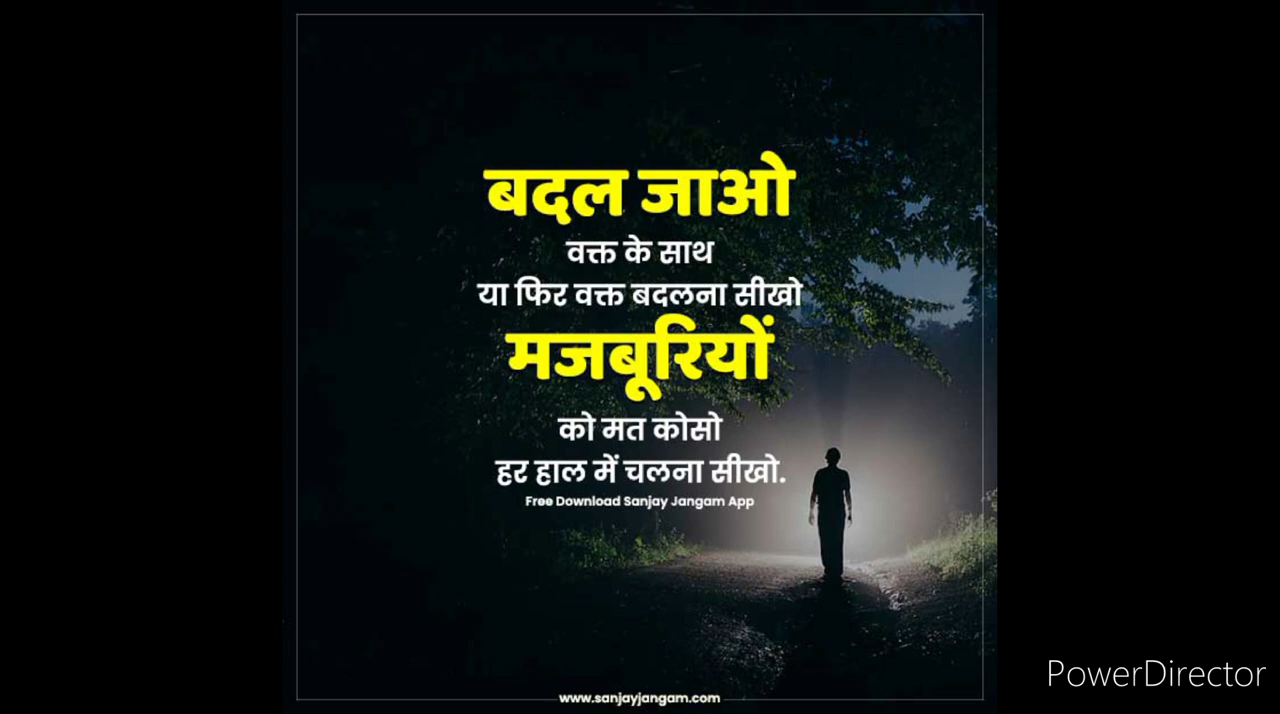 बदल जाओ
वक्त के साथ
या फिर वक्त बदलना सीखो
मजबूरियों
को मत कोसो
हर हाल में चलना सीखो.
Free Download Sanjay Jangam App
PowerDirector
www.sanjayjangam.com